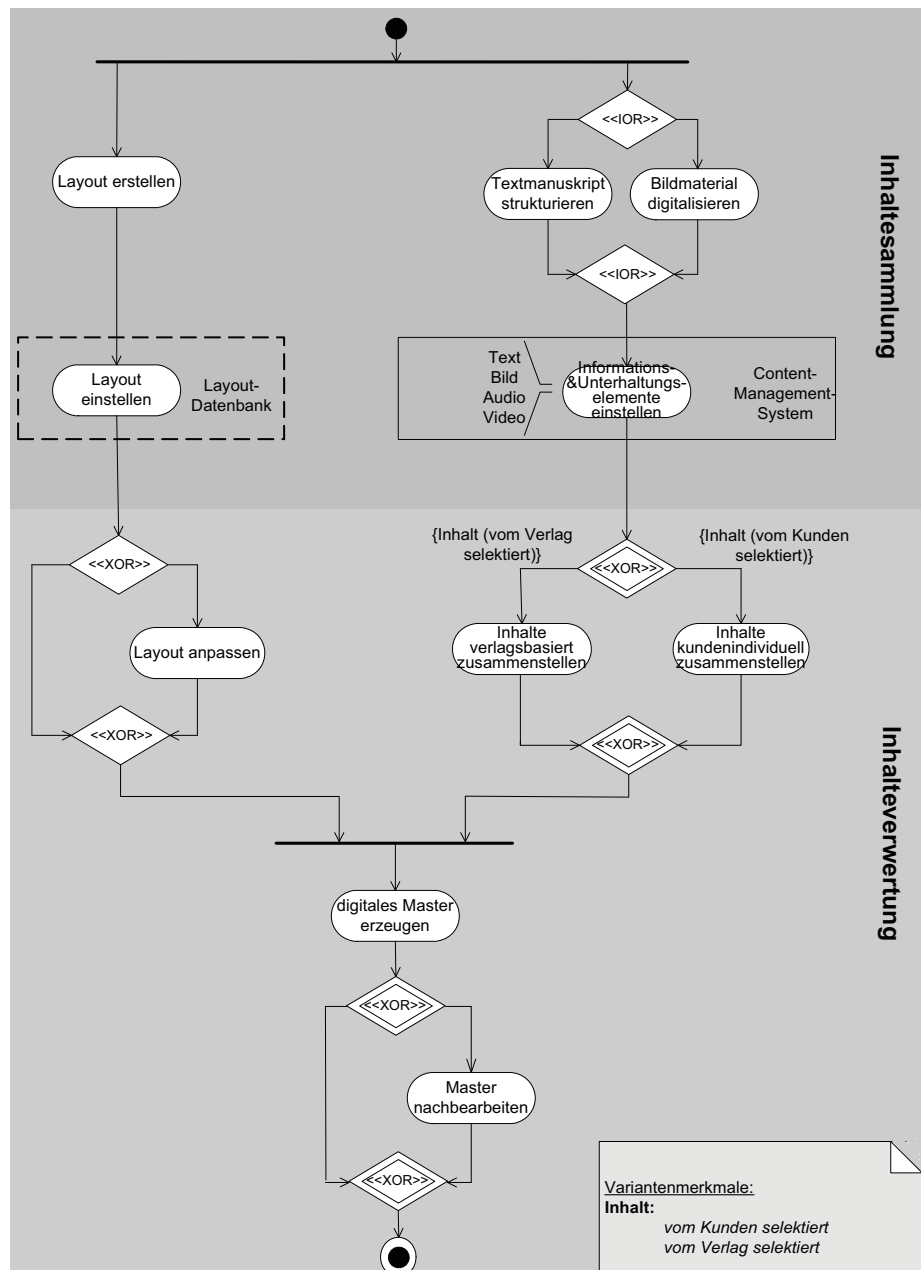 <<IOR>>
Layout erstellen
Textmanuskript
strukturieren
Bildmaterial
digitalisieren
<<IOR>>
Inhaltesammlung
Layout
einstellen
Layout-
Datenbank
Text
Bild
Audio
Video
Informations-
&Unterhaltungs-
elemente
einstellen
Content-
Management-
System
{Inhalt (vom Verlag
selektiert)}
{Inhalt (vom Kunden
selektiert)}
<<XOR>>
<<XOR>>
Layout anpassen
Inhalte
verlagsbasiert
zusammenstellen
Inhalte
kundenindividuell
zusammenstellen
<<XOR>>
<<XOR>>
Inhalteverwertung
digitales Master
erzeugen
<<XOR>>
Master
nachbearbeiten
<<XOR>>
Variantenmerkmale:
Inhalt:
vom Kunden selektiert
vom Verlag selektiert